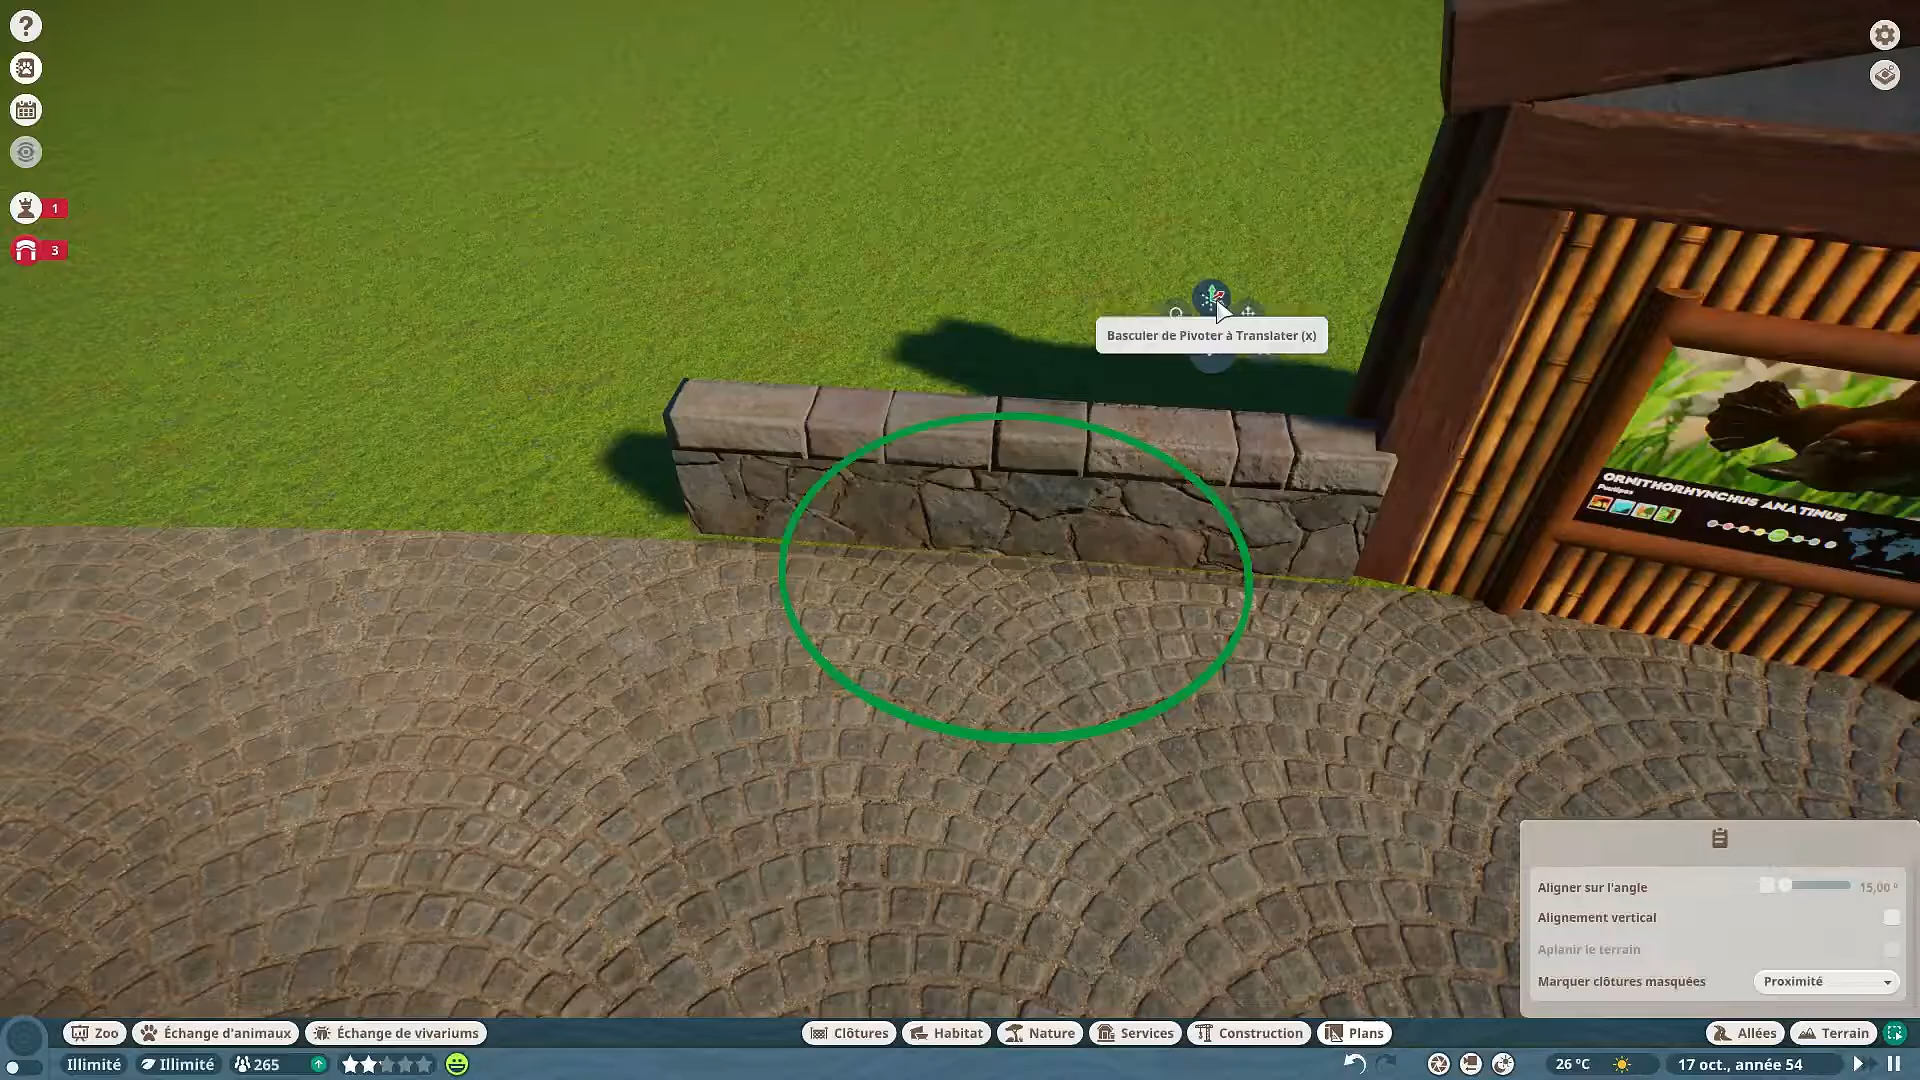 ?
1
3
Basculer de Pivoter à Translater (x)
ORNITHORHYNCHUS ANATINUS
Aligner sur l'angle
15,00 °
Alignement vertical
Aplanir le terrain
Marquer clôtures masquées
Proximité
Zoo
Échange d'animaux
Échange de vivariums
Clôtures
Habitat
Nature
Services
Construction
Plans
Allées
Terrain
Illimité
Illimité
265
26 °C
17 oct., année 54